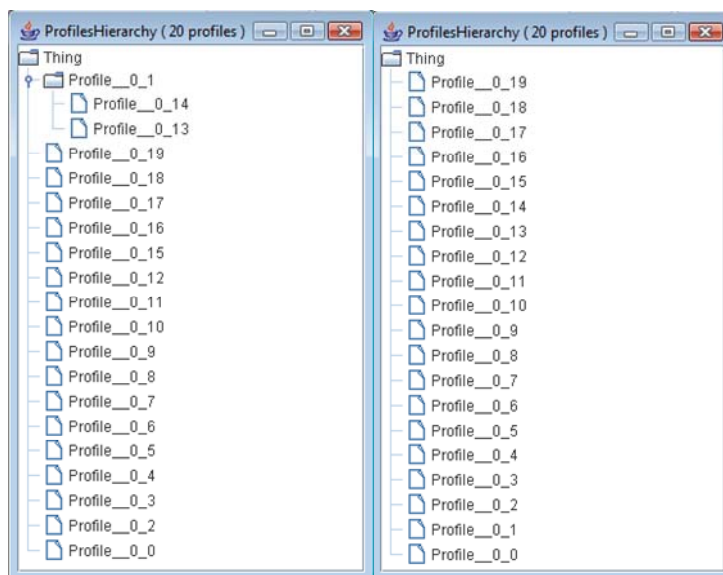 ProfilesHierarchy ( 20 profiles )
Thing
Profile__0_1
Profile__0_14
Profile__0_13
Profile__0_19
Profile__0_18
Profile__0_17
Profile__0_16
Profile__0_15
Profile__0_12
Profile__0_11
Profile__0_10
Profile__0_9
Profile__0_8
Profile__0_7
Profile__0_6
Profile__0_5
Profile__0_4
Profile__0_3
Profile__0_2
Profile__0_0
ProfilesHierarchy ( 20 profiles )
Thing
Profile__0_19
Profile__0_18
Profile__0_17
Profile__0_16
Profile__0_15
Profile__0_14
Profile__0_13
Profile__0_12
Profile__0_11
Profile__0_10
Profile__0_9
Profile__0_8
Profile__0_7
Profile__0_6
Profile__0_5
Profile__0_4
Profile__0_3
Profile__0_2
Profile__0_1
Profile__0_0